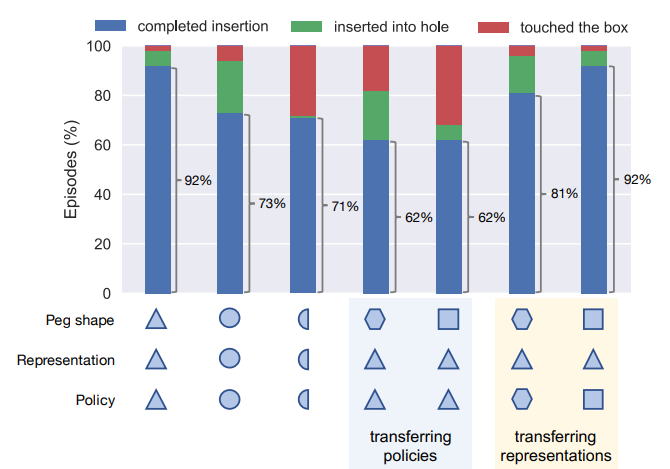 completed insertion inserted into hole touched the box
100
80
60
40
20
0
Episodes (%)
92%
73%
71%
62%
62%
81%
92%
Peg shape
Representation
Policy
transferring
policies
transferring
representations